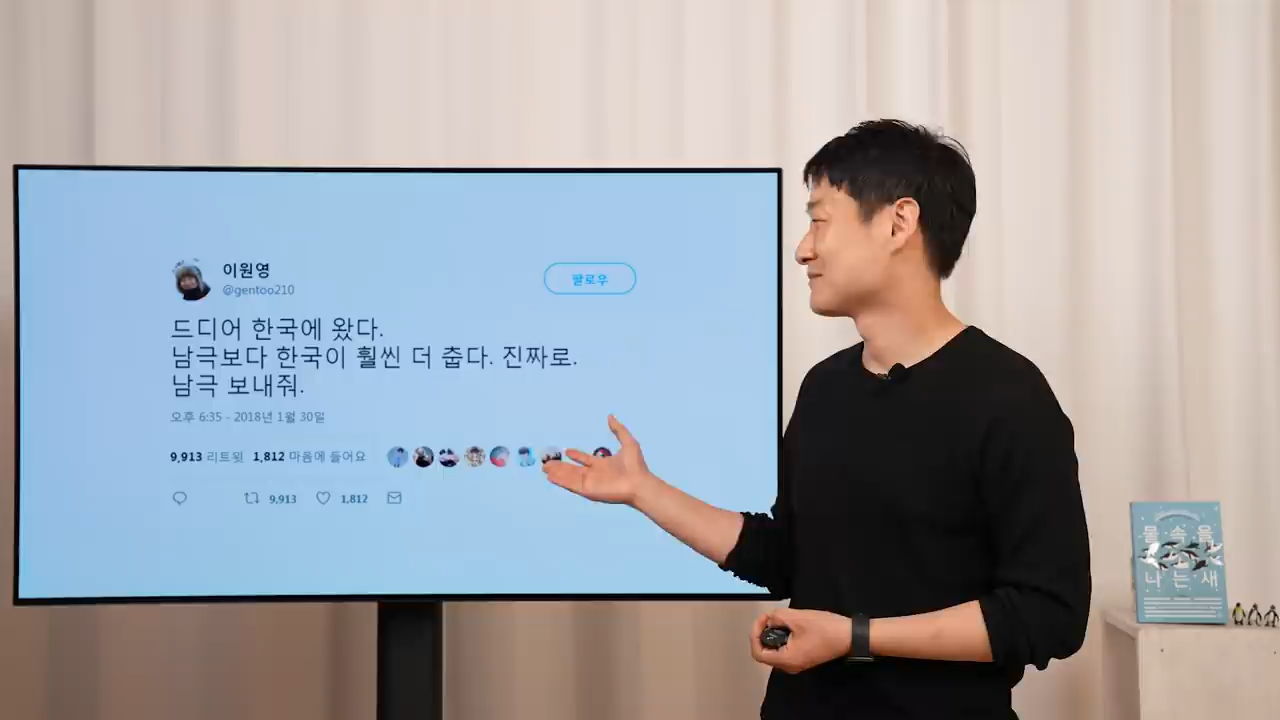 이원영
@gentoo210
팔로우
드디어 한국에 왔다.
남극보다 한국이 훨씬 더 춥다. 진짜로.
남극 보내줘.
오후 6:35 - 2018년 1월 30일
9,913 리트윗 1,812 마음에 들어요
9,913 1,812
물 속 을
나 는 새